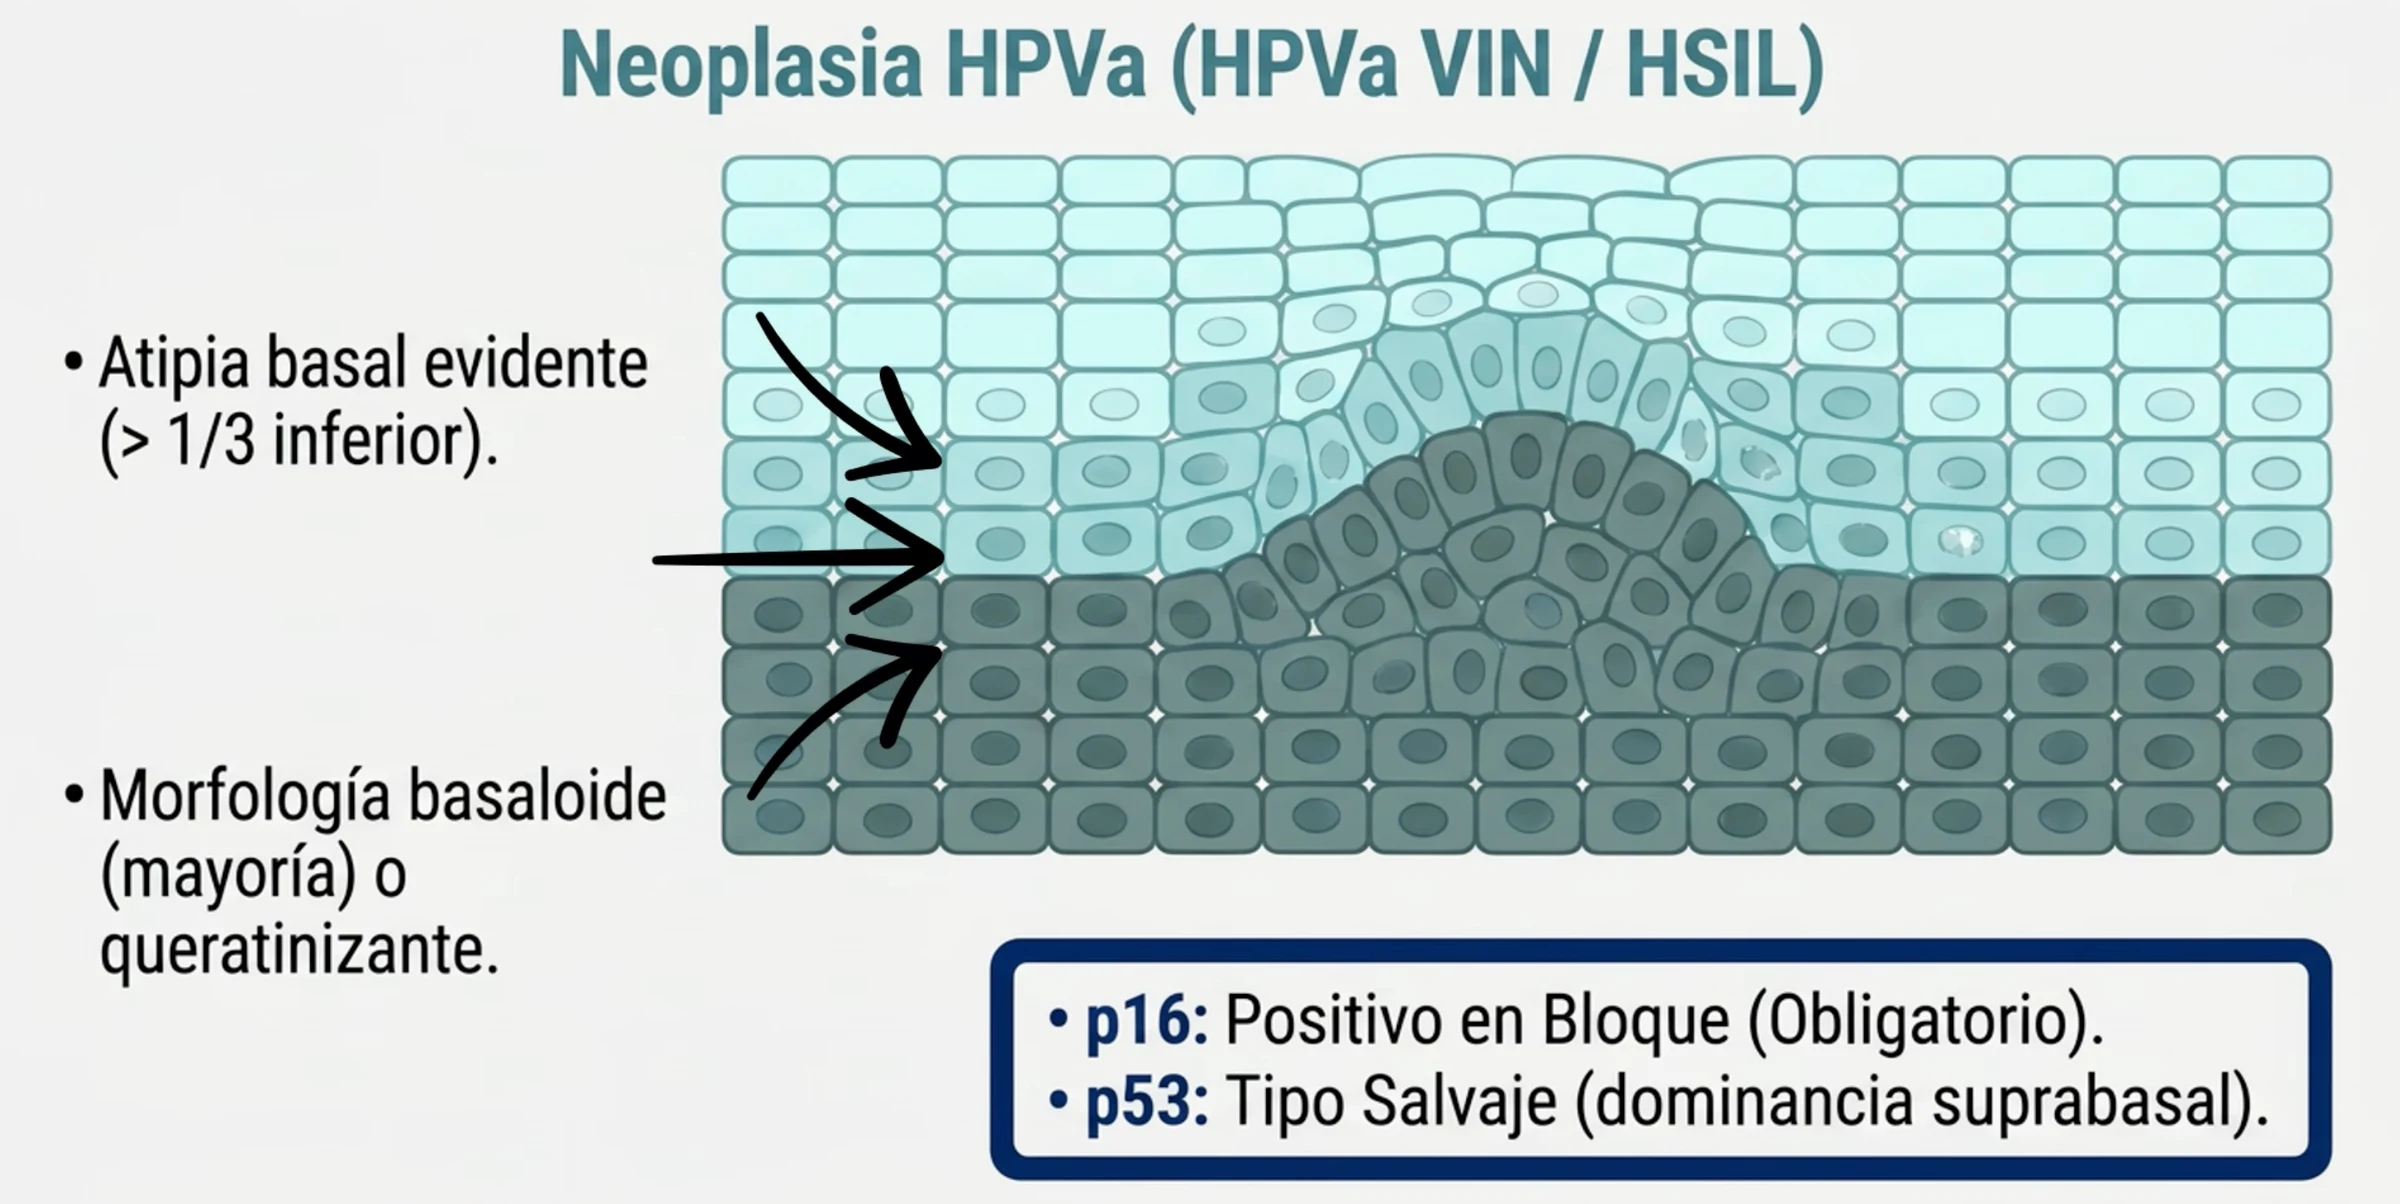 Neoplasia HPVa (HPVa VIN / HSIL)
• Atipia basal evidente
(> 1/3 inferior).
• Morfología basaloide
(mayoría) o
queratinizante.
• p16: Positivo en Bloque (Obligatorio).
• p53: Tipo Salvaje (dominancia suprabasal).